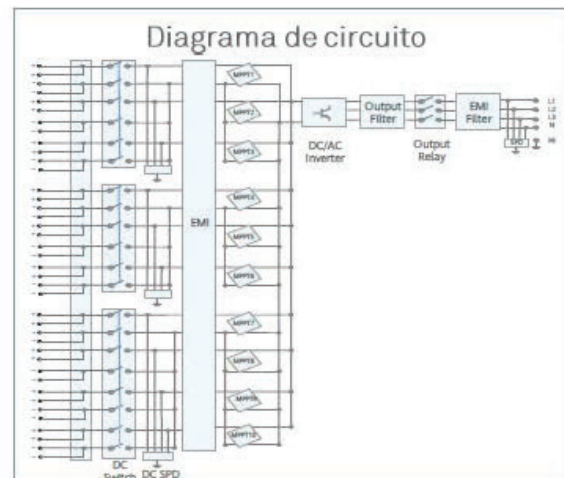 Diagrama de circuito
MPPT1
MPPT2
MPPT3
MPPT4
MPPT5
MPPT6
MPPT7
MPPT8
MPPT9
MPPT10
EMI
DC/AC
Inverter
Output
Filter
Output
Relay
EMI
Filter
L1
L2
L3
N
SPD
DC
Switch
DC SPD